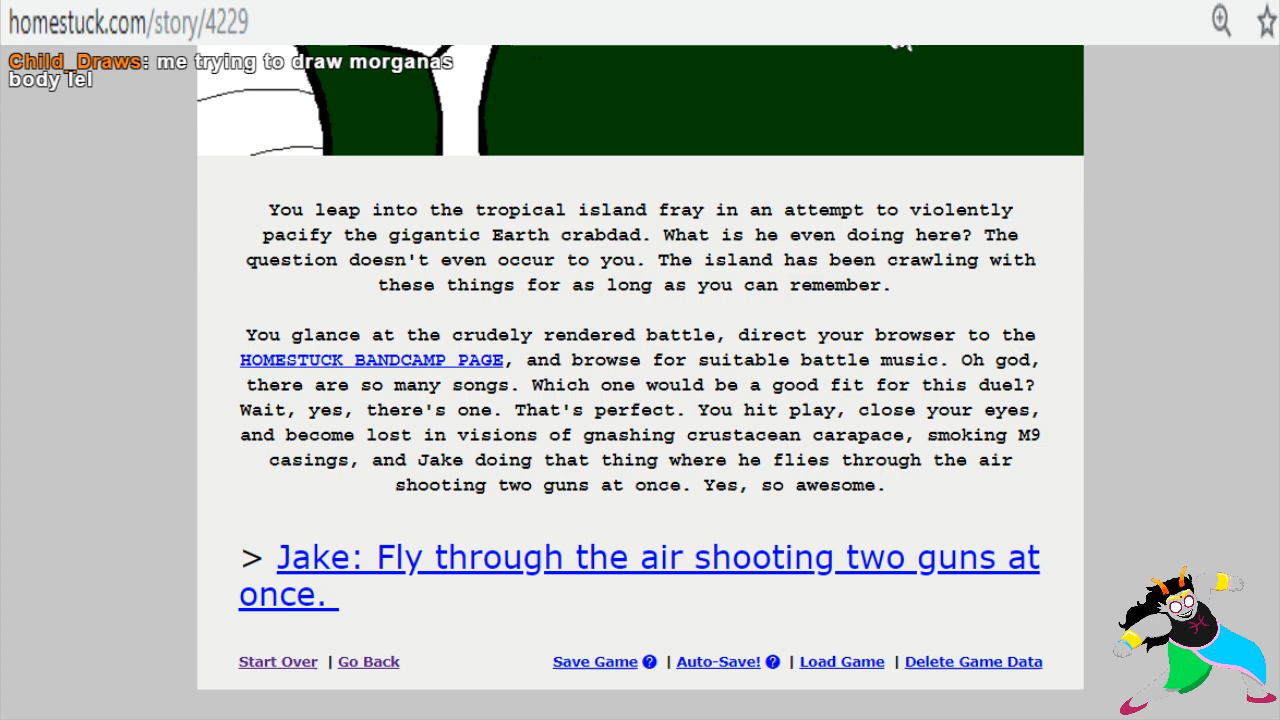 homestuck.com/story/4229
Child_Draws: me trying to draw morganas
body lel
You leap into the tropical island fray in an attempt to violently
pacify the gigantic Earth crabdad. What is he even doing here? The
question doesn't even occur to you. The island has been crawling with
these things for as long as you can remember.
You glance at the crudely rendered battle, direct your browser to the
HOMESTUCK BANDCAMP PAGE, and browse for suitable battle music. Oh god,
there are so many songs. Which one would be a good fit for this duel?
Wait, yes, there's one. That's perfect. You hit play, close your eyes,
and become lost in visions of gnashing crustacean carapace, smoking M9
casings, and Jake doing that thing where he flies through the air
shooting two guns at once. Yes, so awesome.
> Jake: Fly through the air shooting two guns at
once.
Start Over | Go Back Save Game ? | Auto-Save! ? | Load Game | Delete Game Data